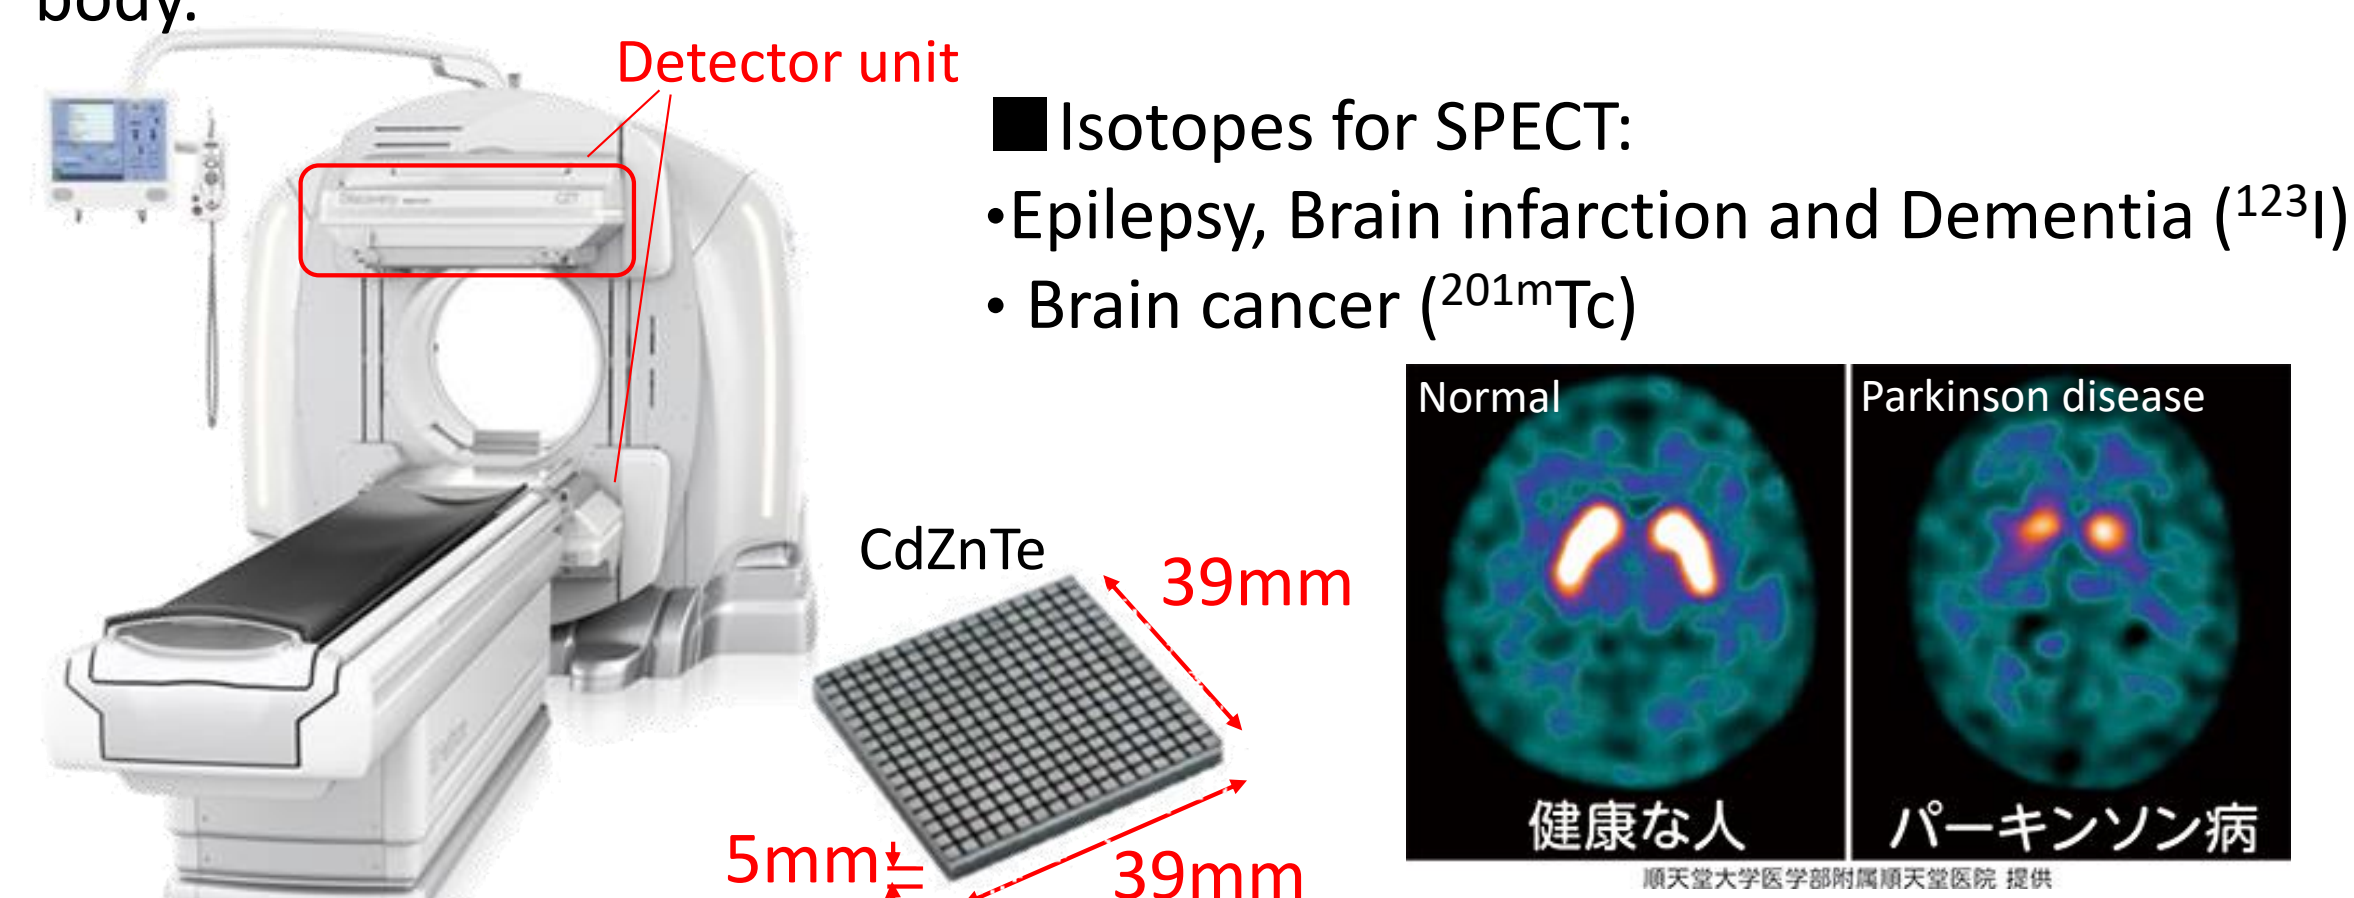 body.
Detector unit
■Isotopes for SPECT:
•Epilepsy, Brain infarction and Dementia (¹²³I)
• Brain cancer (²⁰¹ᵐTc)
Discovery
CZT
Normal
Parkinson disease
CdZnTe
39mm
5mm
39mm
健康な人
パーキンソン病
順天堂大学医学部附属順天堂医院 提供